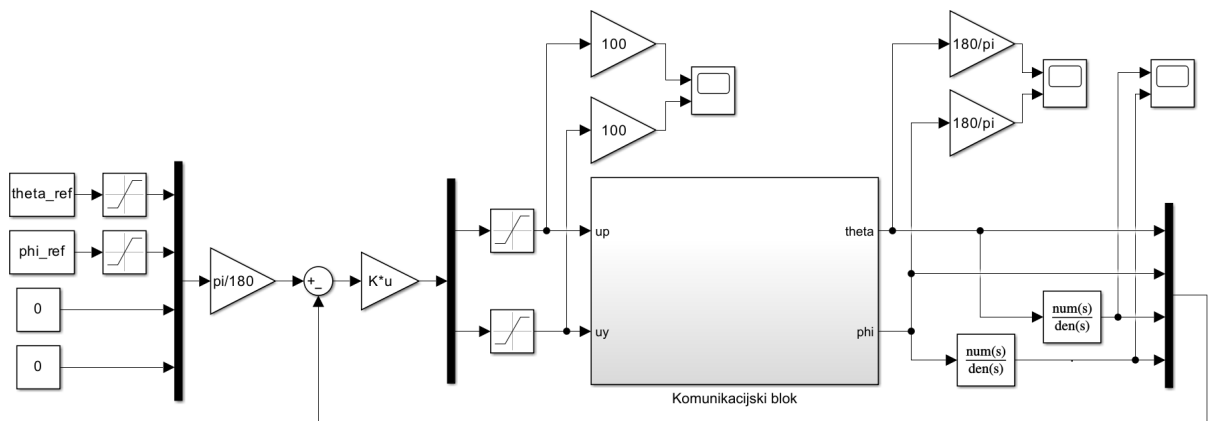 100
180/pi
100
180/pi
theta_ref
phi_ref
pi/180
+
_
K*u
0
0
up
theta
uy
phi
num(s)
den(s)
num(s)
den(s)
Komunikacijski blok